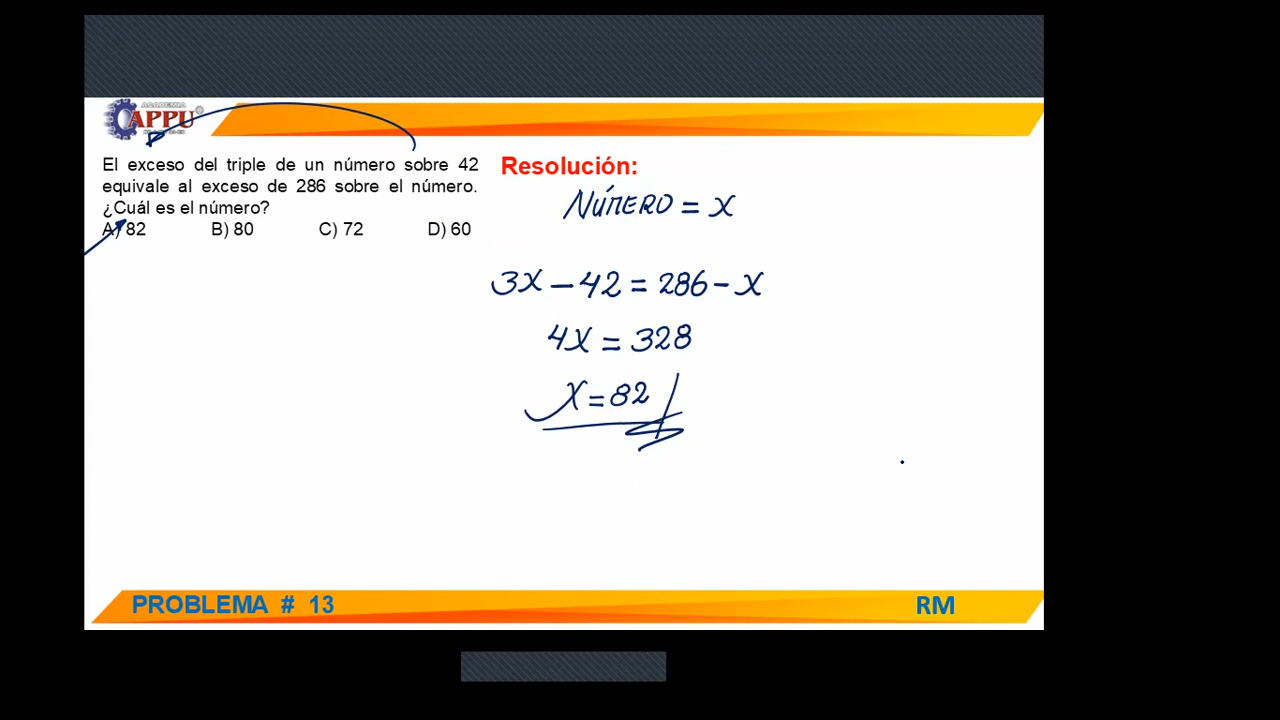 ACADEMIA
APPU
El exceso del triple de un número sobre 42
equivale al exceso de 286 sobre el número.
¿Cuál es el número?
A) 82 B) 80 C) 72 D) 60
Resolución:
NÚMERO = X
3X - 42 = 286 - X
4X = 328
X = 82
PROBLEMA # 13
RM